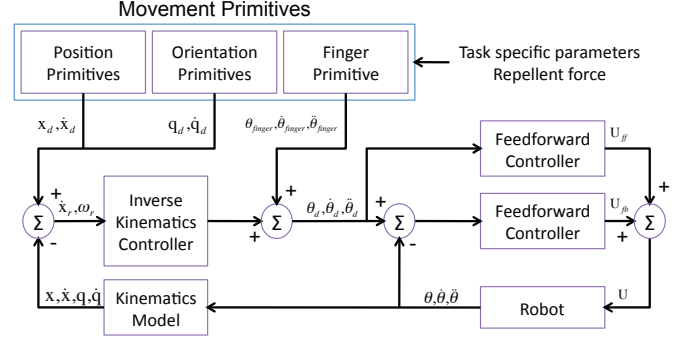 Movement Primitives
Position
Primitives
Orientation
Primitives
Finger
Primitive
Task specific parameters
Repellent force
x_d,ẋ_d
q_d,q̇_d
θ_finger,θ̇_finger,θ̈_finger
Feedforward
Controller
U_ff
+
ẋ_r,ω_r
Σ
-
Inverse
Kinematics
Controller
+
+
Σ
θ_d,θ̇_d,θ̈_d
+
Σ
-
Feedforward
Controller
U_fb
+
+
Σ
x,ẋ,q,q̇
Kinematics
Model
θ,θ̇,θ̈
Robot
U